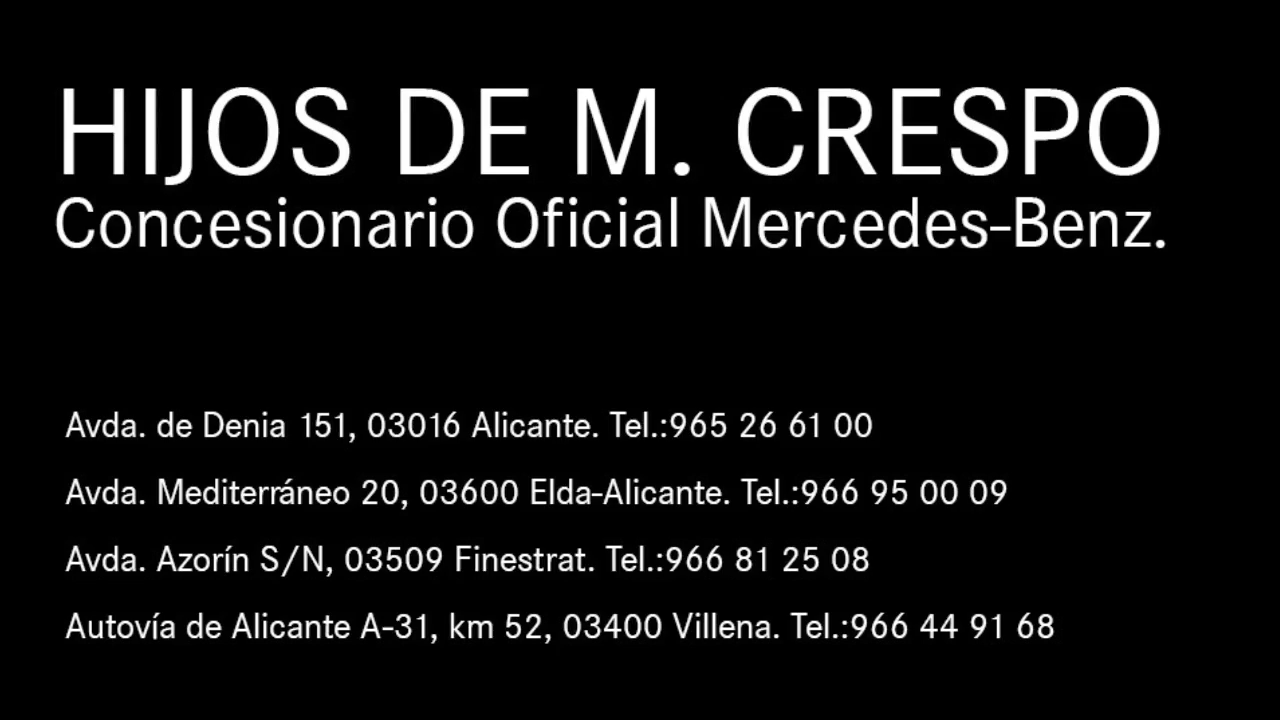 HIJOS DE M. CRESPO
Concesionario Oficial Mercedes-Benz.
Avda. de Denia 151, 03016 Alicante. Tel.:965 26 61 00
Avda. Mediterráneo 20, 03600 Elda-Alicante. Tel.:966 95 00 09
Avda. Azorín S/N, 03509 Finestrat. Tel.:966 81 25 08
Autovía de Alicante A-31, km 52, 03400 Villena. Tel.:966 44 91 68